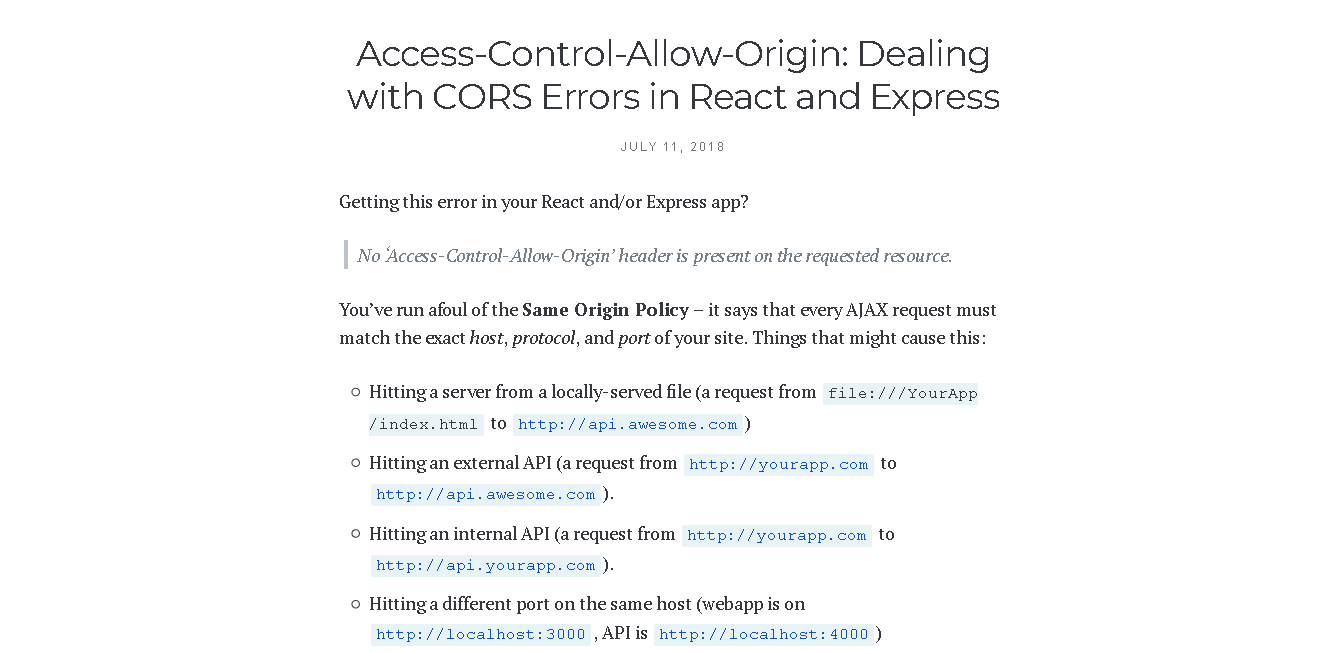 Access-Control-Allow-Origin: Dealing
with CORS Errors in React and Express
JULY 11, 2018
Getting this error in your React and/or Express app?
No ‘Access-Control-Allow-Origin’ header is present on the requested resource.
You’ve run afoul of the Same Origin Policy – it says that every AJAX request must
match the exact host, protocol, and port of your site. Things that might cause this:
Hitting a server from a locally-served file (a request from file:///YourApp
/index.html to http://api.awesome.com)
Hitting an external API (a request from http://yourapp.com to
http://api.awesome.com).
Hitting an internal API (a request from http://yourapp.com to
http://api.yourapp.com).
Hitting a different port on the same host (webapp is on
http://localhost:3000, API is http://localhost:4000)